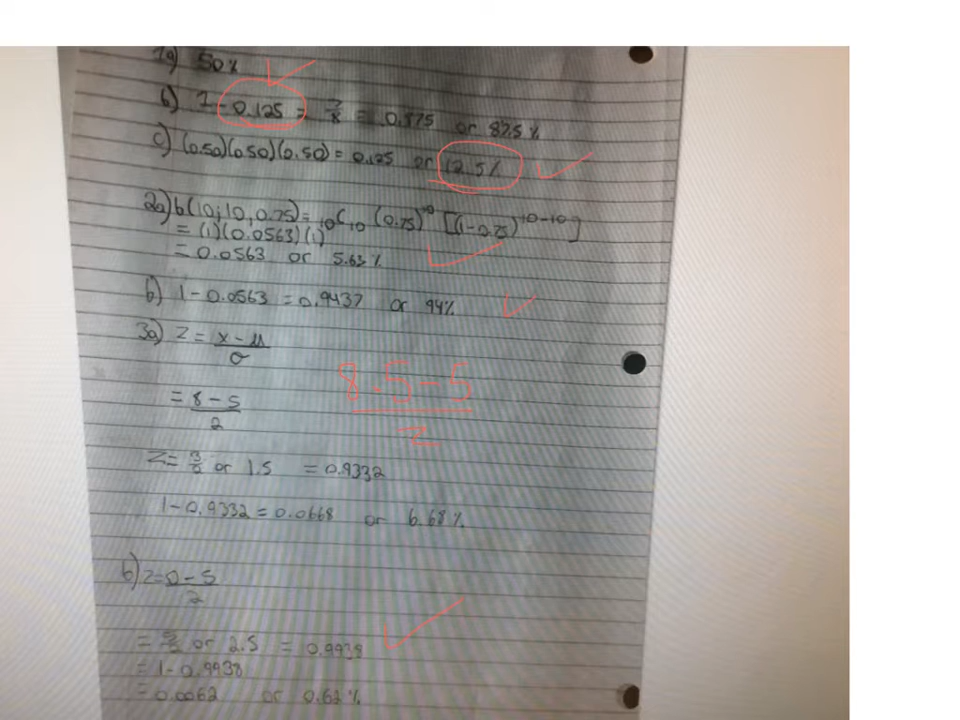 1a) 50%
b) 1 - 0.125 = 7/8 = 0.875 or 87.5%
c) (0.50)(0.50)(0.50) = 0.125 or 12.5%
2a) b(10; 10, 0.75) = 10C10 (0.75)^10 [(1-0.75)^10-10]
= (1)(0.0563)(1)
= 0.0563 or 5.63%
b) 1 - 0.0563 = 0.9437 or 94%
3a) z = x - μ / σ
= 8 - 5 / 2
8.5 - 5 / 2
z = 3/2 or 1.5 = 0.9332
1 - 0.9332 = 0.0668 or 6.68%
b) z = 0 - 5 / 2
= or 2.5 = 0.9938
= 1 - 0.9938
= 0.0062 or 0.62%